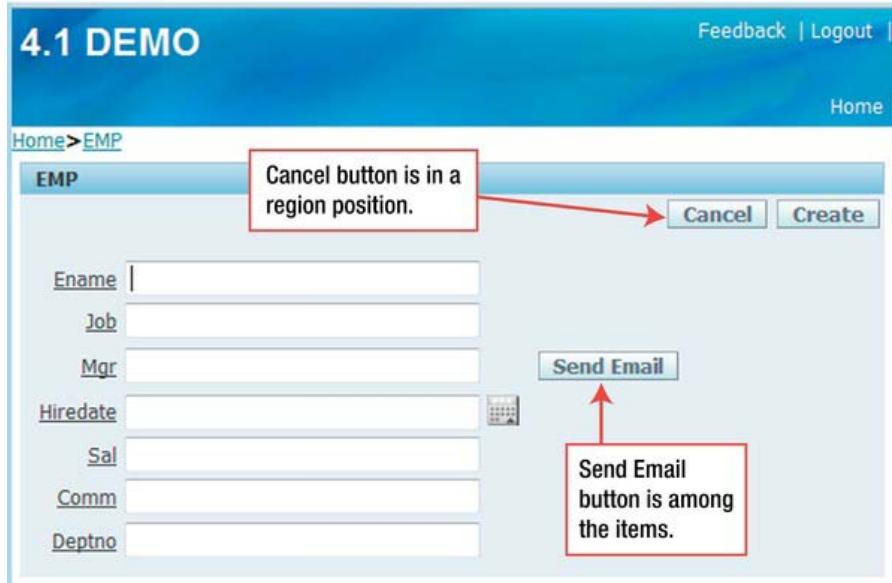 4.1 DEMO
Feedback | Logout |
Home
Home>EMP
EMP
Cancel button is in a
region position.
Cancel Create
Ename
Job
Mgr
Send Email
Hiredate
Sal
Comm
Deptno
Send Email
button is among
the items.